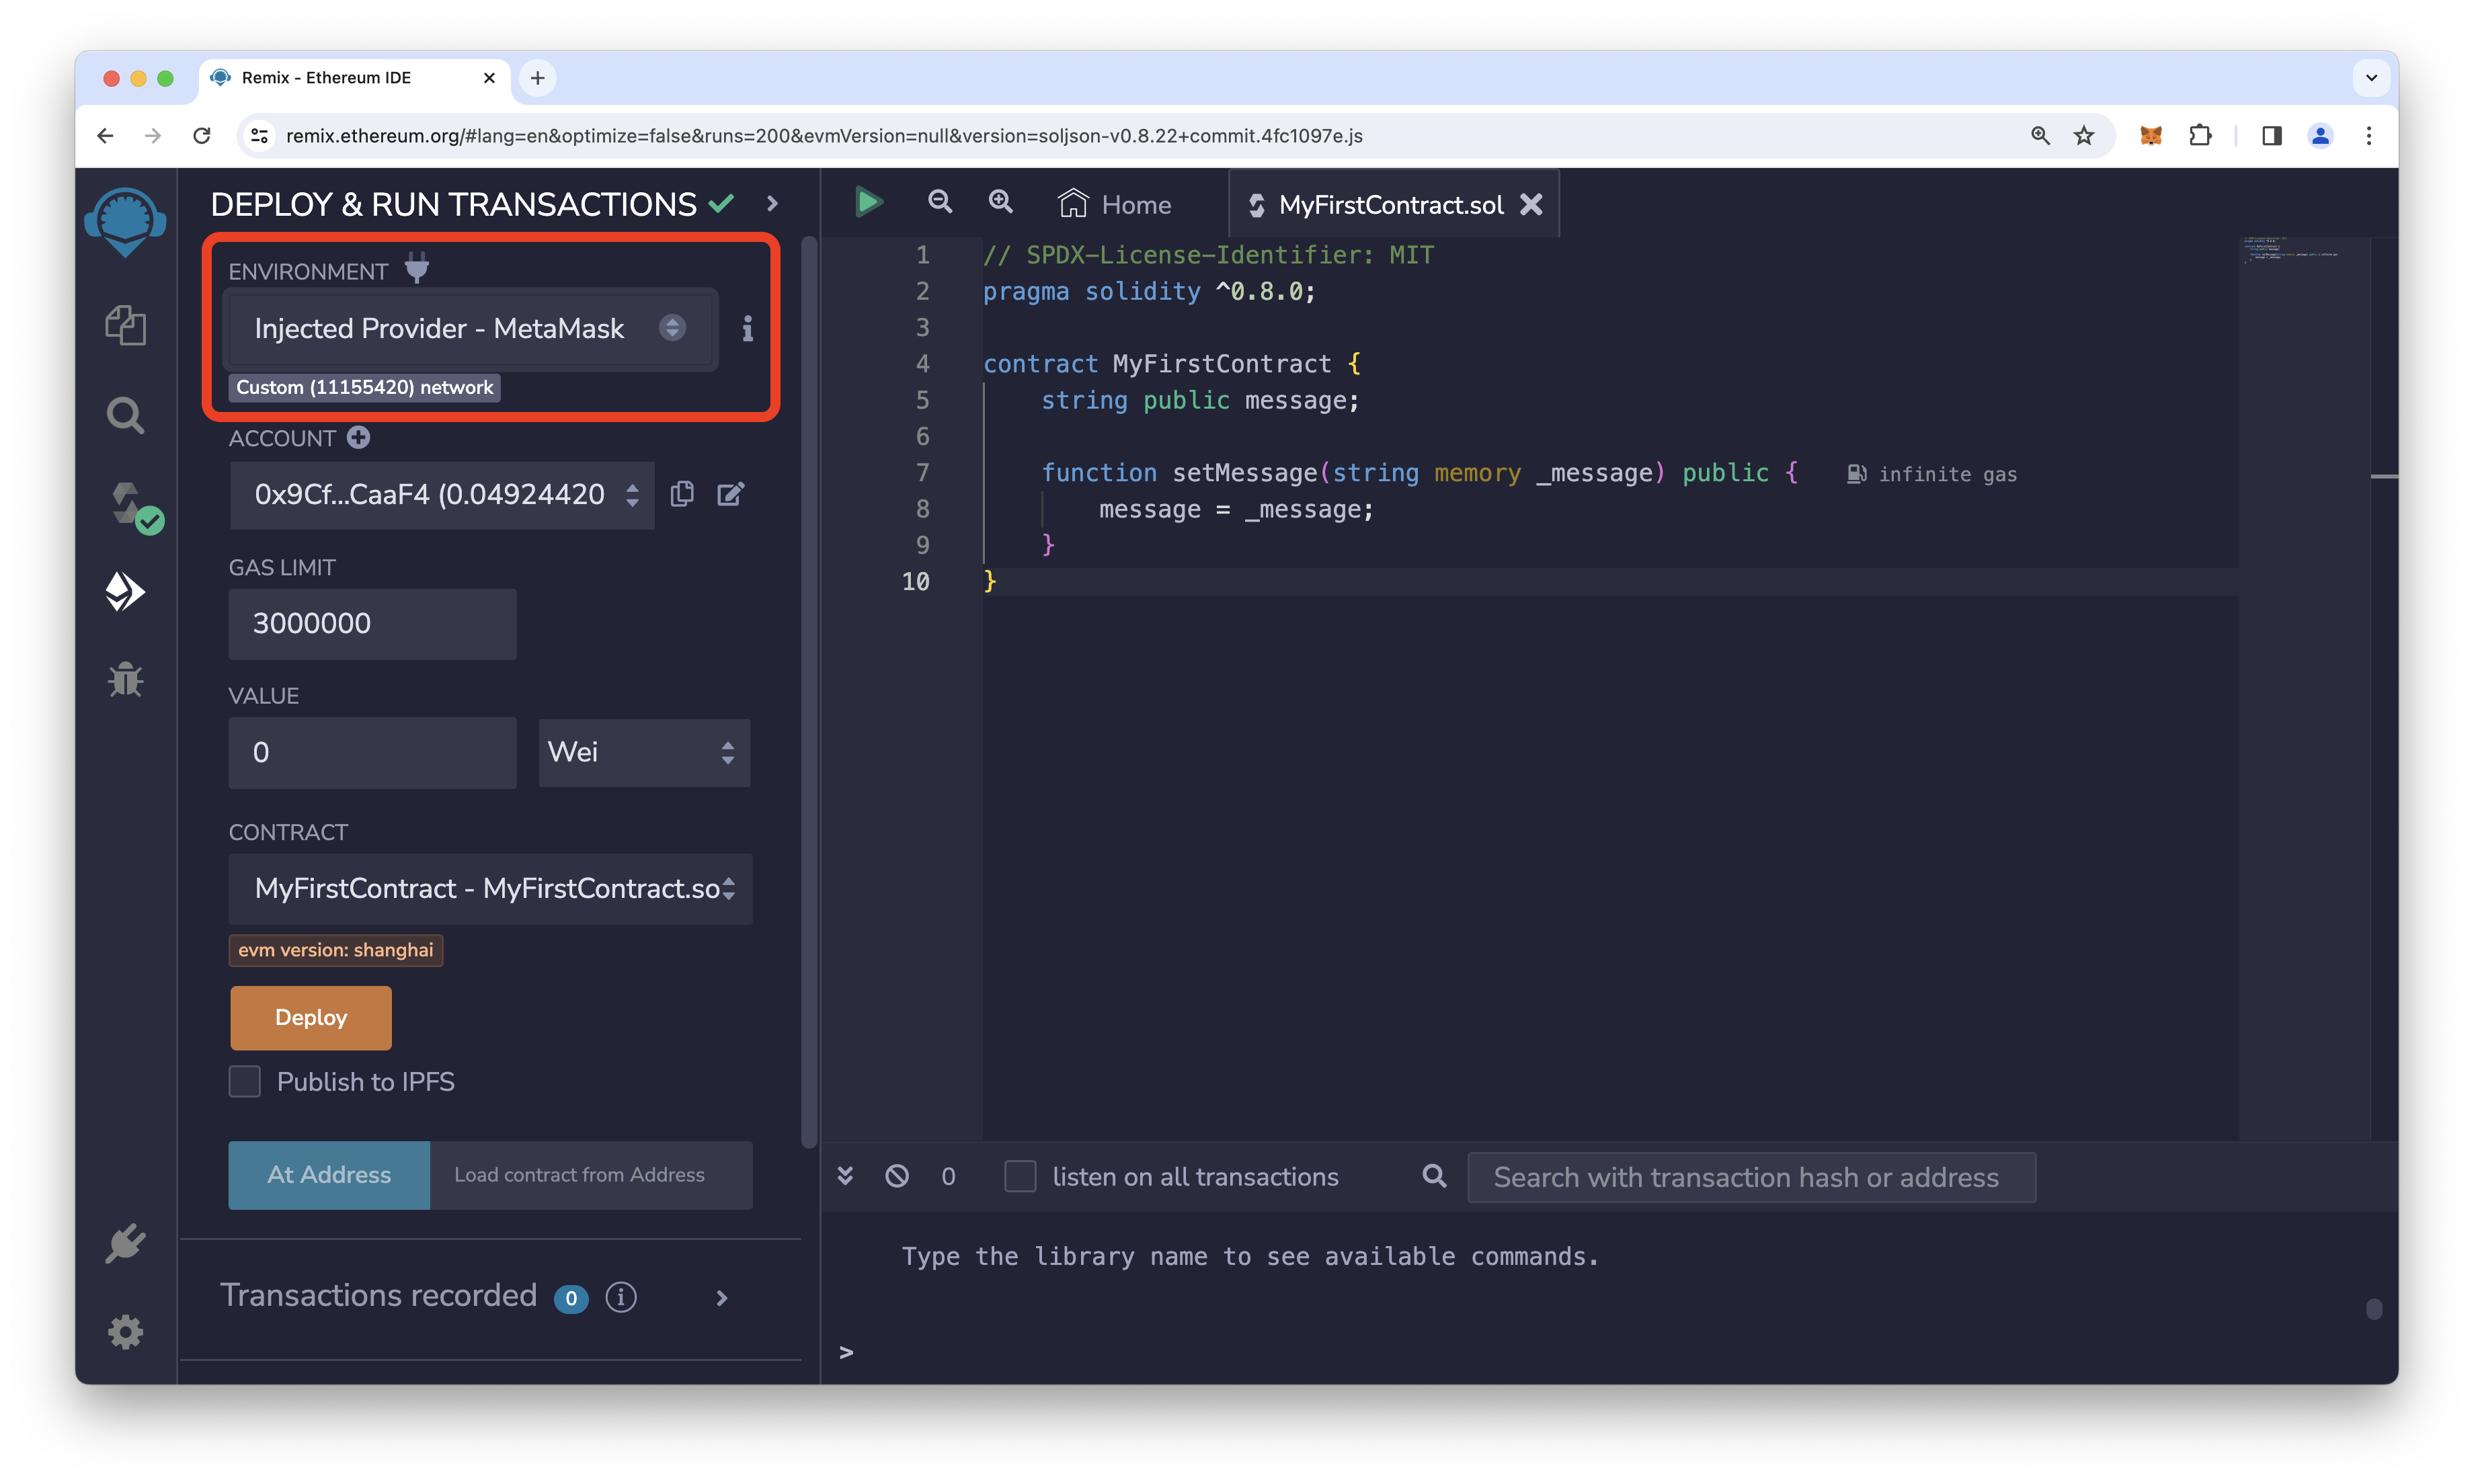 Remix - Ethereum IDE
remix.ethereum.org/#lang=en&optimize=false&runs=200&evmVersion=null&version=soljson-v0.8.22+commit.4fc1097e.js
DEPLOY & RUN TRANSACTIONS
ENVIRONMENT
Injected Provider - MetaMask
Custom (11155420) network
ACCOUNT
0x9Cf...CaaF4 (0.04924420
GAS LIMIT
3000000
VALUE
0
Wei
CONTRACT
MyFirstContract - MyFirstContract.so
evm version: shanghai
Deploy
Publish to IPFS
At Address
Load contract from Address
Transactions recorded 0
Home
MyFirstContract.sol
1 // SPDX-License-Identifier: MIT
2 pragma solidity ^0.8.0;
3
4 contract MyFirstContract {
5 string public message;
6
7 function setMessage(string memory _message) public { infinite gas
8 message = _message;
9 }
10 }
0
listen on all transactions
Search with transaction hash or address
Type the library name to see available commands.
>